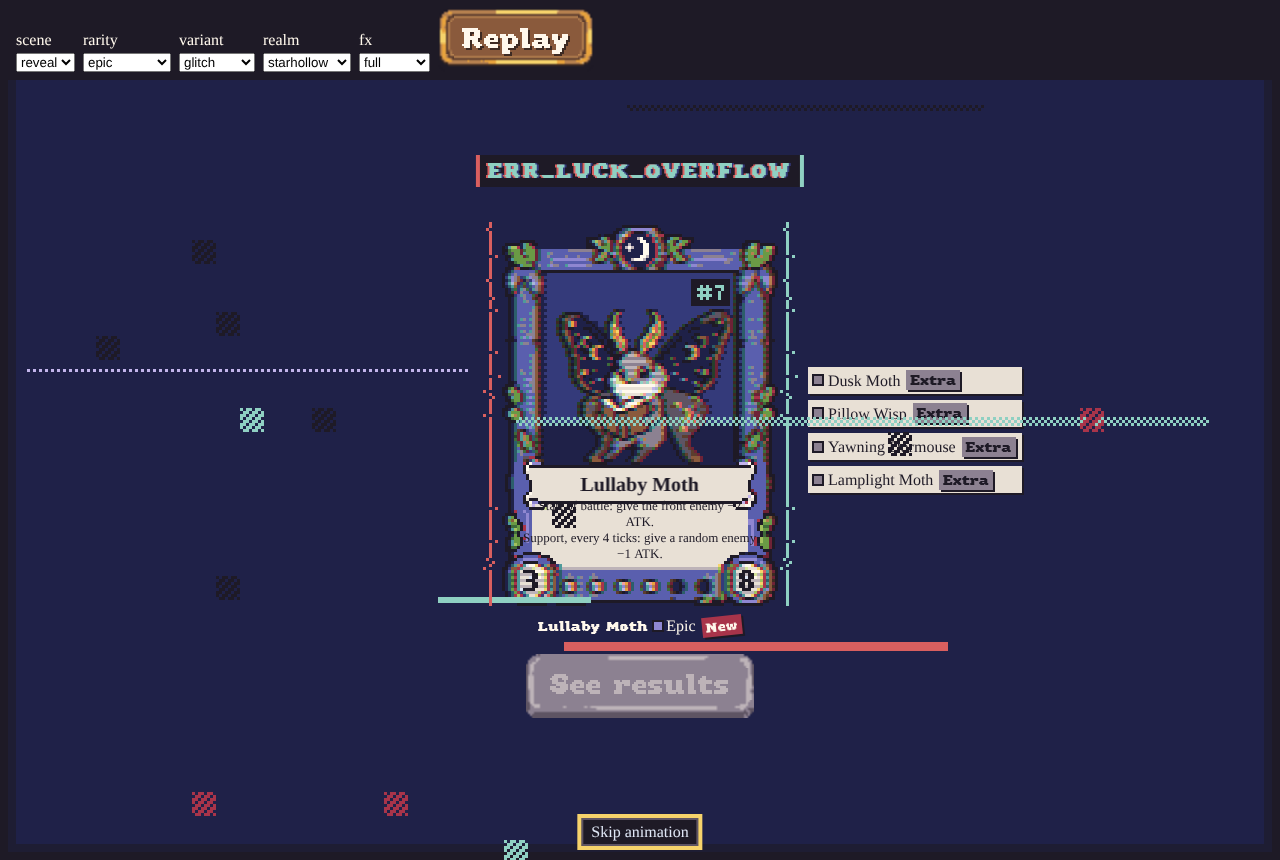 scene rarity variant realm fx
reveal epic glitch starhollow full
Replay
ERR_LUCK_OVERFLOW
#7
Lullaby Moth
battle: give the front enemy
ATK.
Support, every 4 ticks: give a random enemy
−1 ATK.
3 8
Dusk Moth Extra
Pillow Wisp Extra
Yawning Extra
Lamplight Moth Extra
Lullaby Moth Epic New
See results
Skip animation